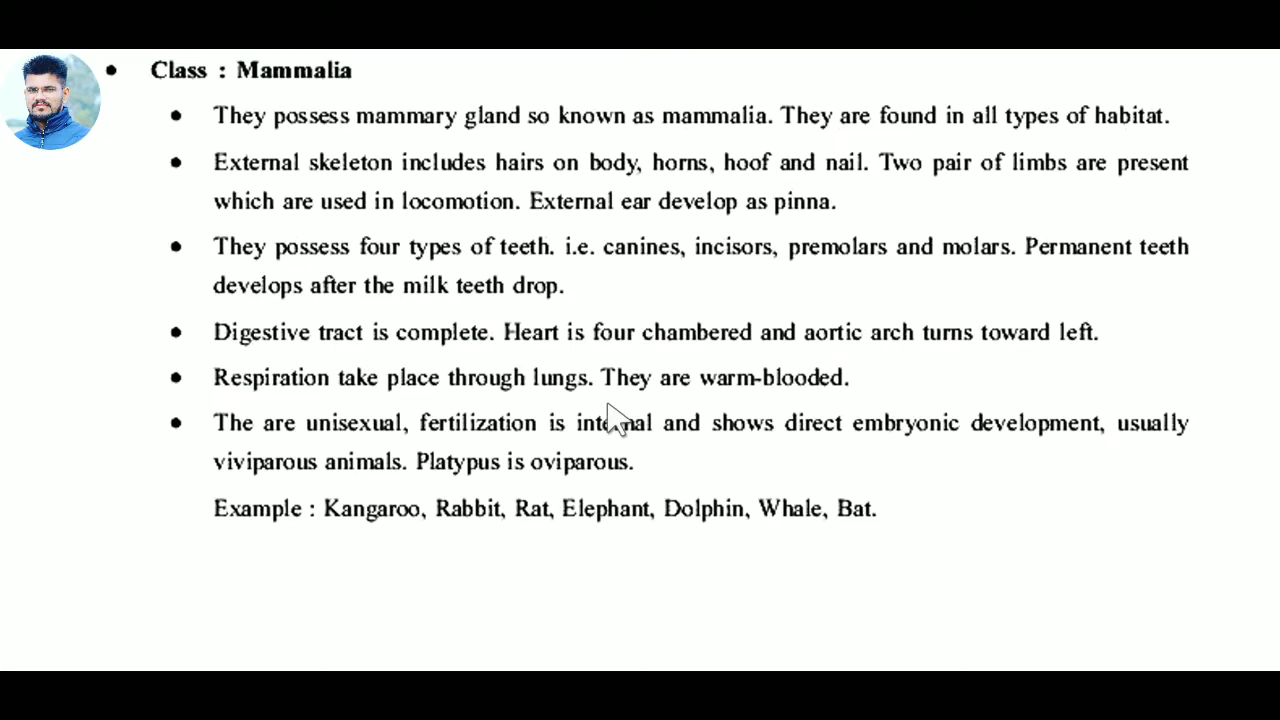 • Class : Mammalia
• They possess mammary gland so known as mammalia. They are found in all types of habitat.
• External skeleton includes hairs on body, horns, hoof and nail. Two pair of limbs are present
which are used in locomotion. External ear develop as pinna.
• They possess four types of teeth. i.e. canines, incisors, premolars and molars. Permanent teeth
develops after the milk teeth drop.
• Digestive tract is complete. Heart is four chambered and aortic arch turns toward left.
• Respiration take place through lungs. They are warm-blooded.
• The are unisexual, fertilization is internal and shows direct embryonic development, usually
viviparous animals. Platypus is oviparous.
Example : Kangaroo, Rabbit, Rat, Elephant, Dolphin, Whale, Bat.